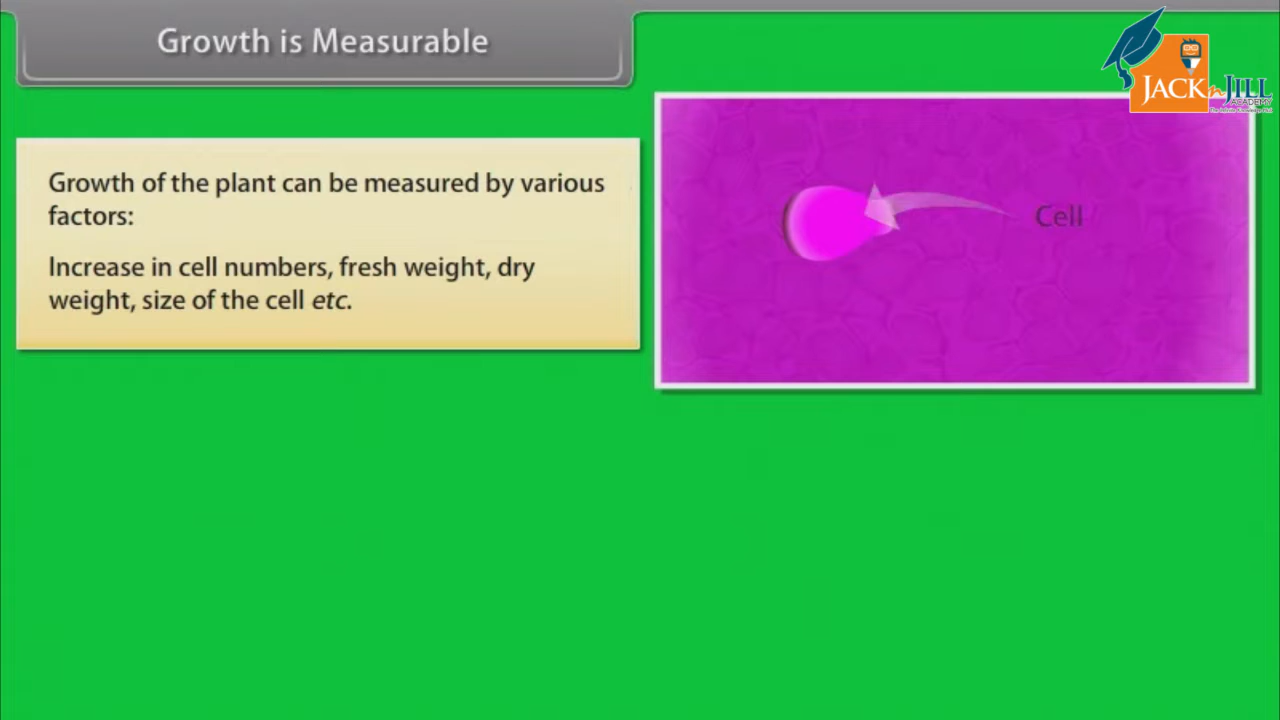 Growth is Measurable
JACK in JILL
ACADEMY
Growth of the plant can be measured by various
factors:
Increase in cell numbers, fresh weight, dry
weight, size of the cell etc.
Cell